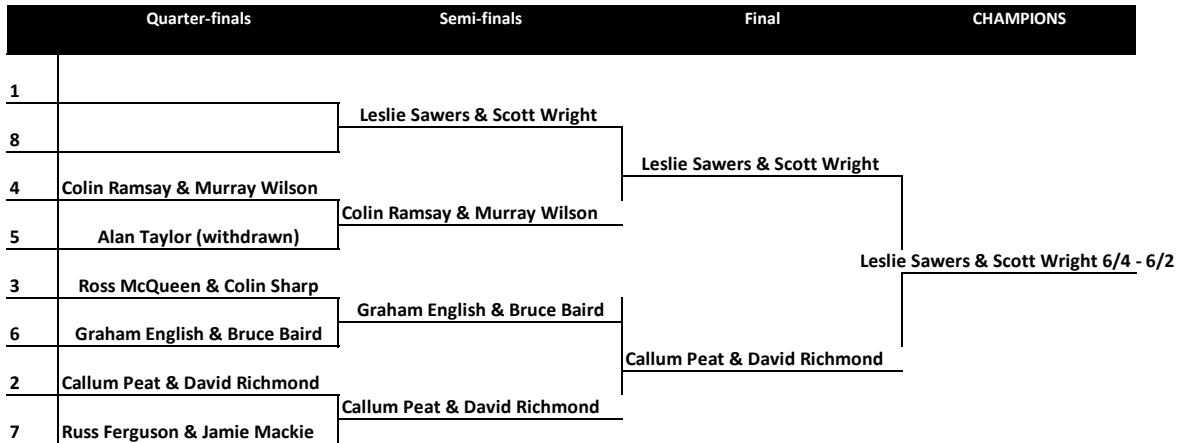 Quarter-finals Semi-finals Final CHAMPIONS
1
Leslie Sawers & Scott Wright
8
Leslie Sawers & Scott Wright
4 Colin Ramsay & Murray Wilson
Colin Ramsay & Murray Wilson
5 Alan Taylor (withdrawn)
Leslie Sawers & Scott Wright 6/4 - 6/2
3 Ross McQueen & Colin Sharp
Graham English & Bruce Baird
6 Graham English & Bruce Baird
Callum Peat & David Richmond
2 Callum Peat & David Richmond
Callum Peat & David Richmond
7 Russ Ferguson & Jamie Mackie